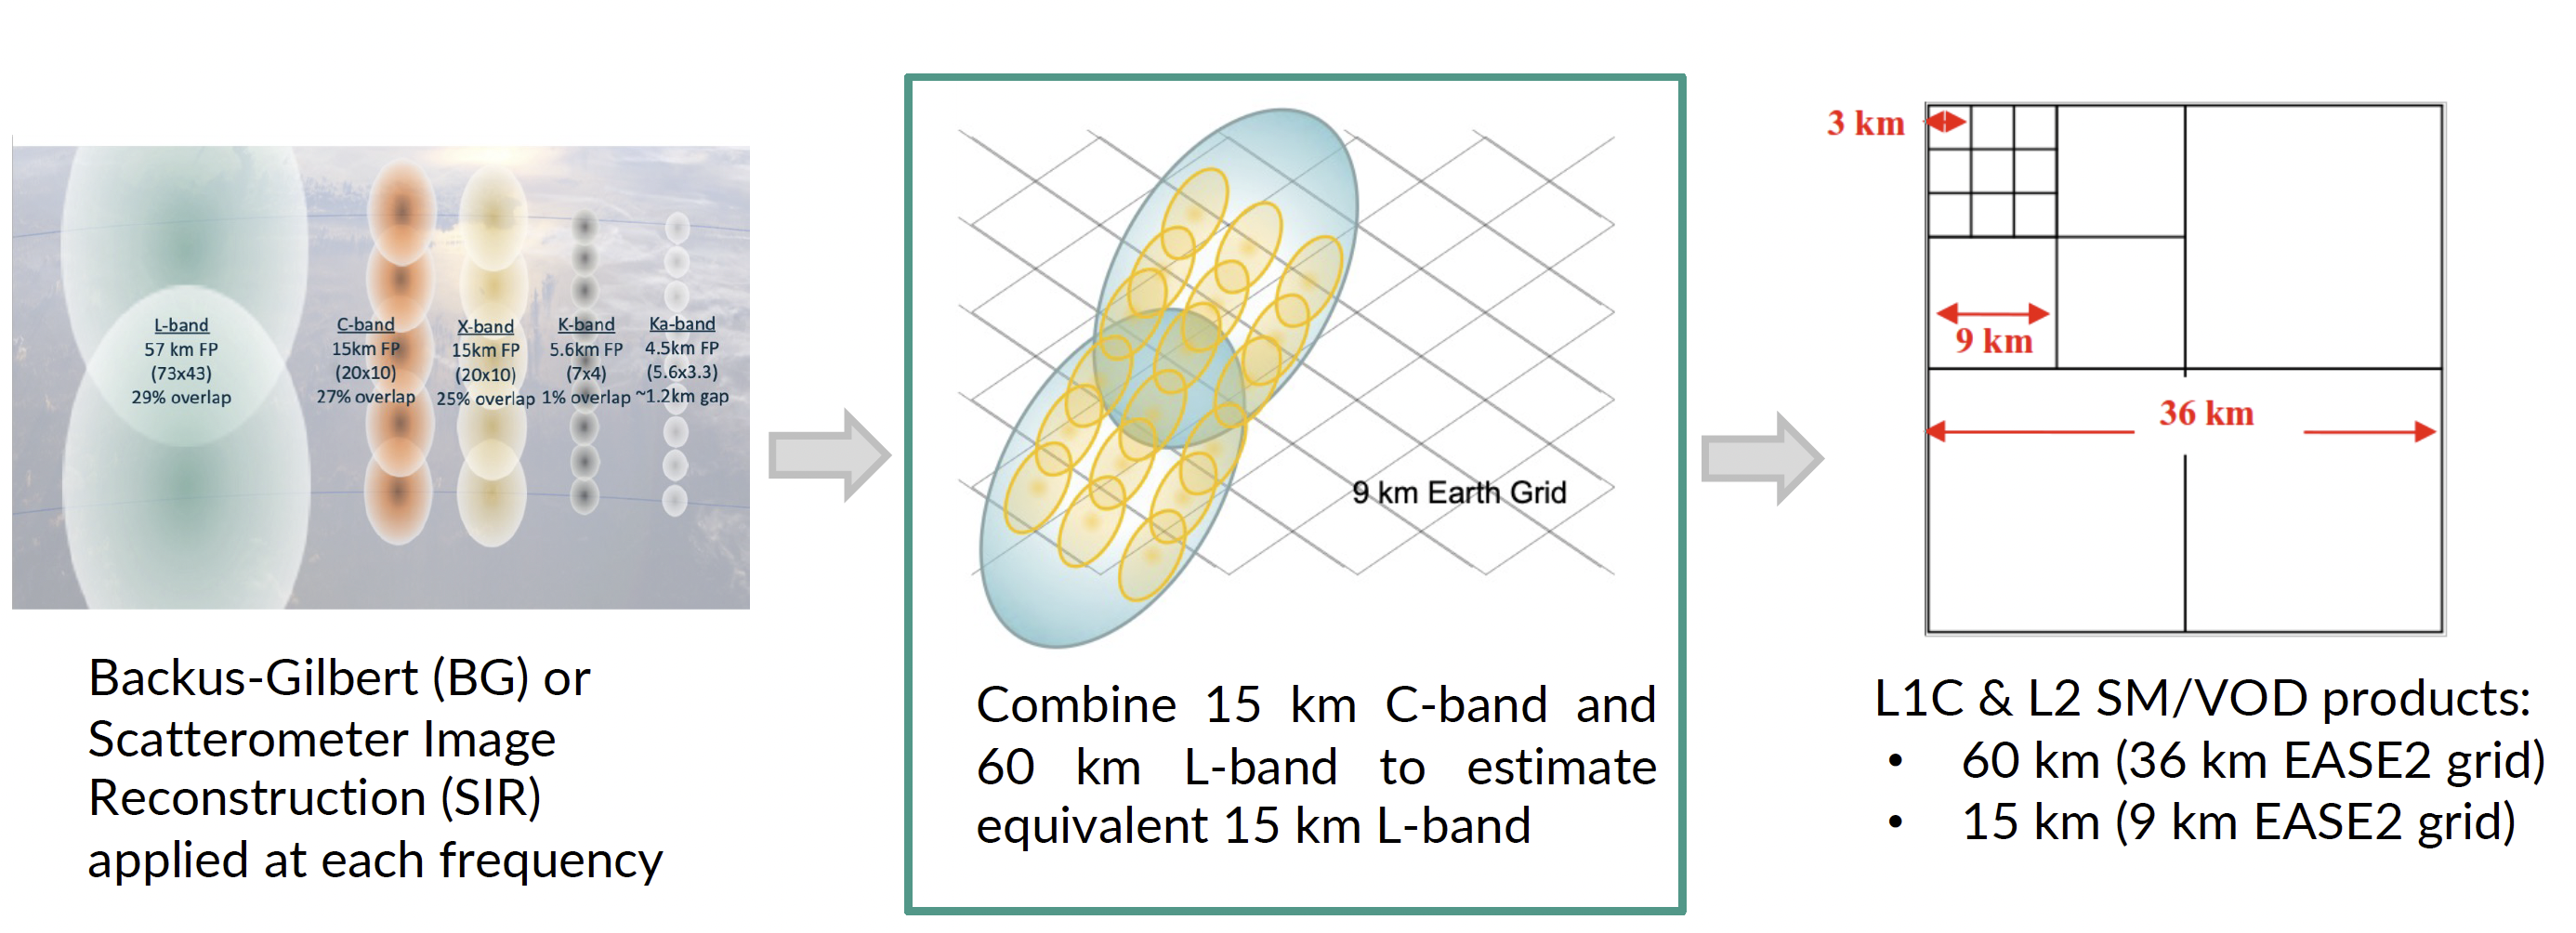 L-band
57 km FP
(73x43)
29% overlap
C-band
15km FP
(20x10)
27% overlap
X-band
15km FP
(20x10)
25% overlap
K-band
5.6km FP
(7x4)
1% overlap
Ka-band
4.5km FP
(5.6x3.3)
~1.2km gap
Backus-Gilbert (BG) or
Scatterometer Image
Reconstruction (SIR)
applied at each frequency
9 km Earth Grid
Combine 15 km C-band and
60 km L-band to estimate
equivalent 15 km L-band
3 km
9 km
36 km
L1C & L2 SM/VOD products:
• 60 km (36 km EASE2 grid)
• 15 km (9 km EASE2 grid)